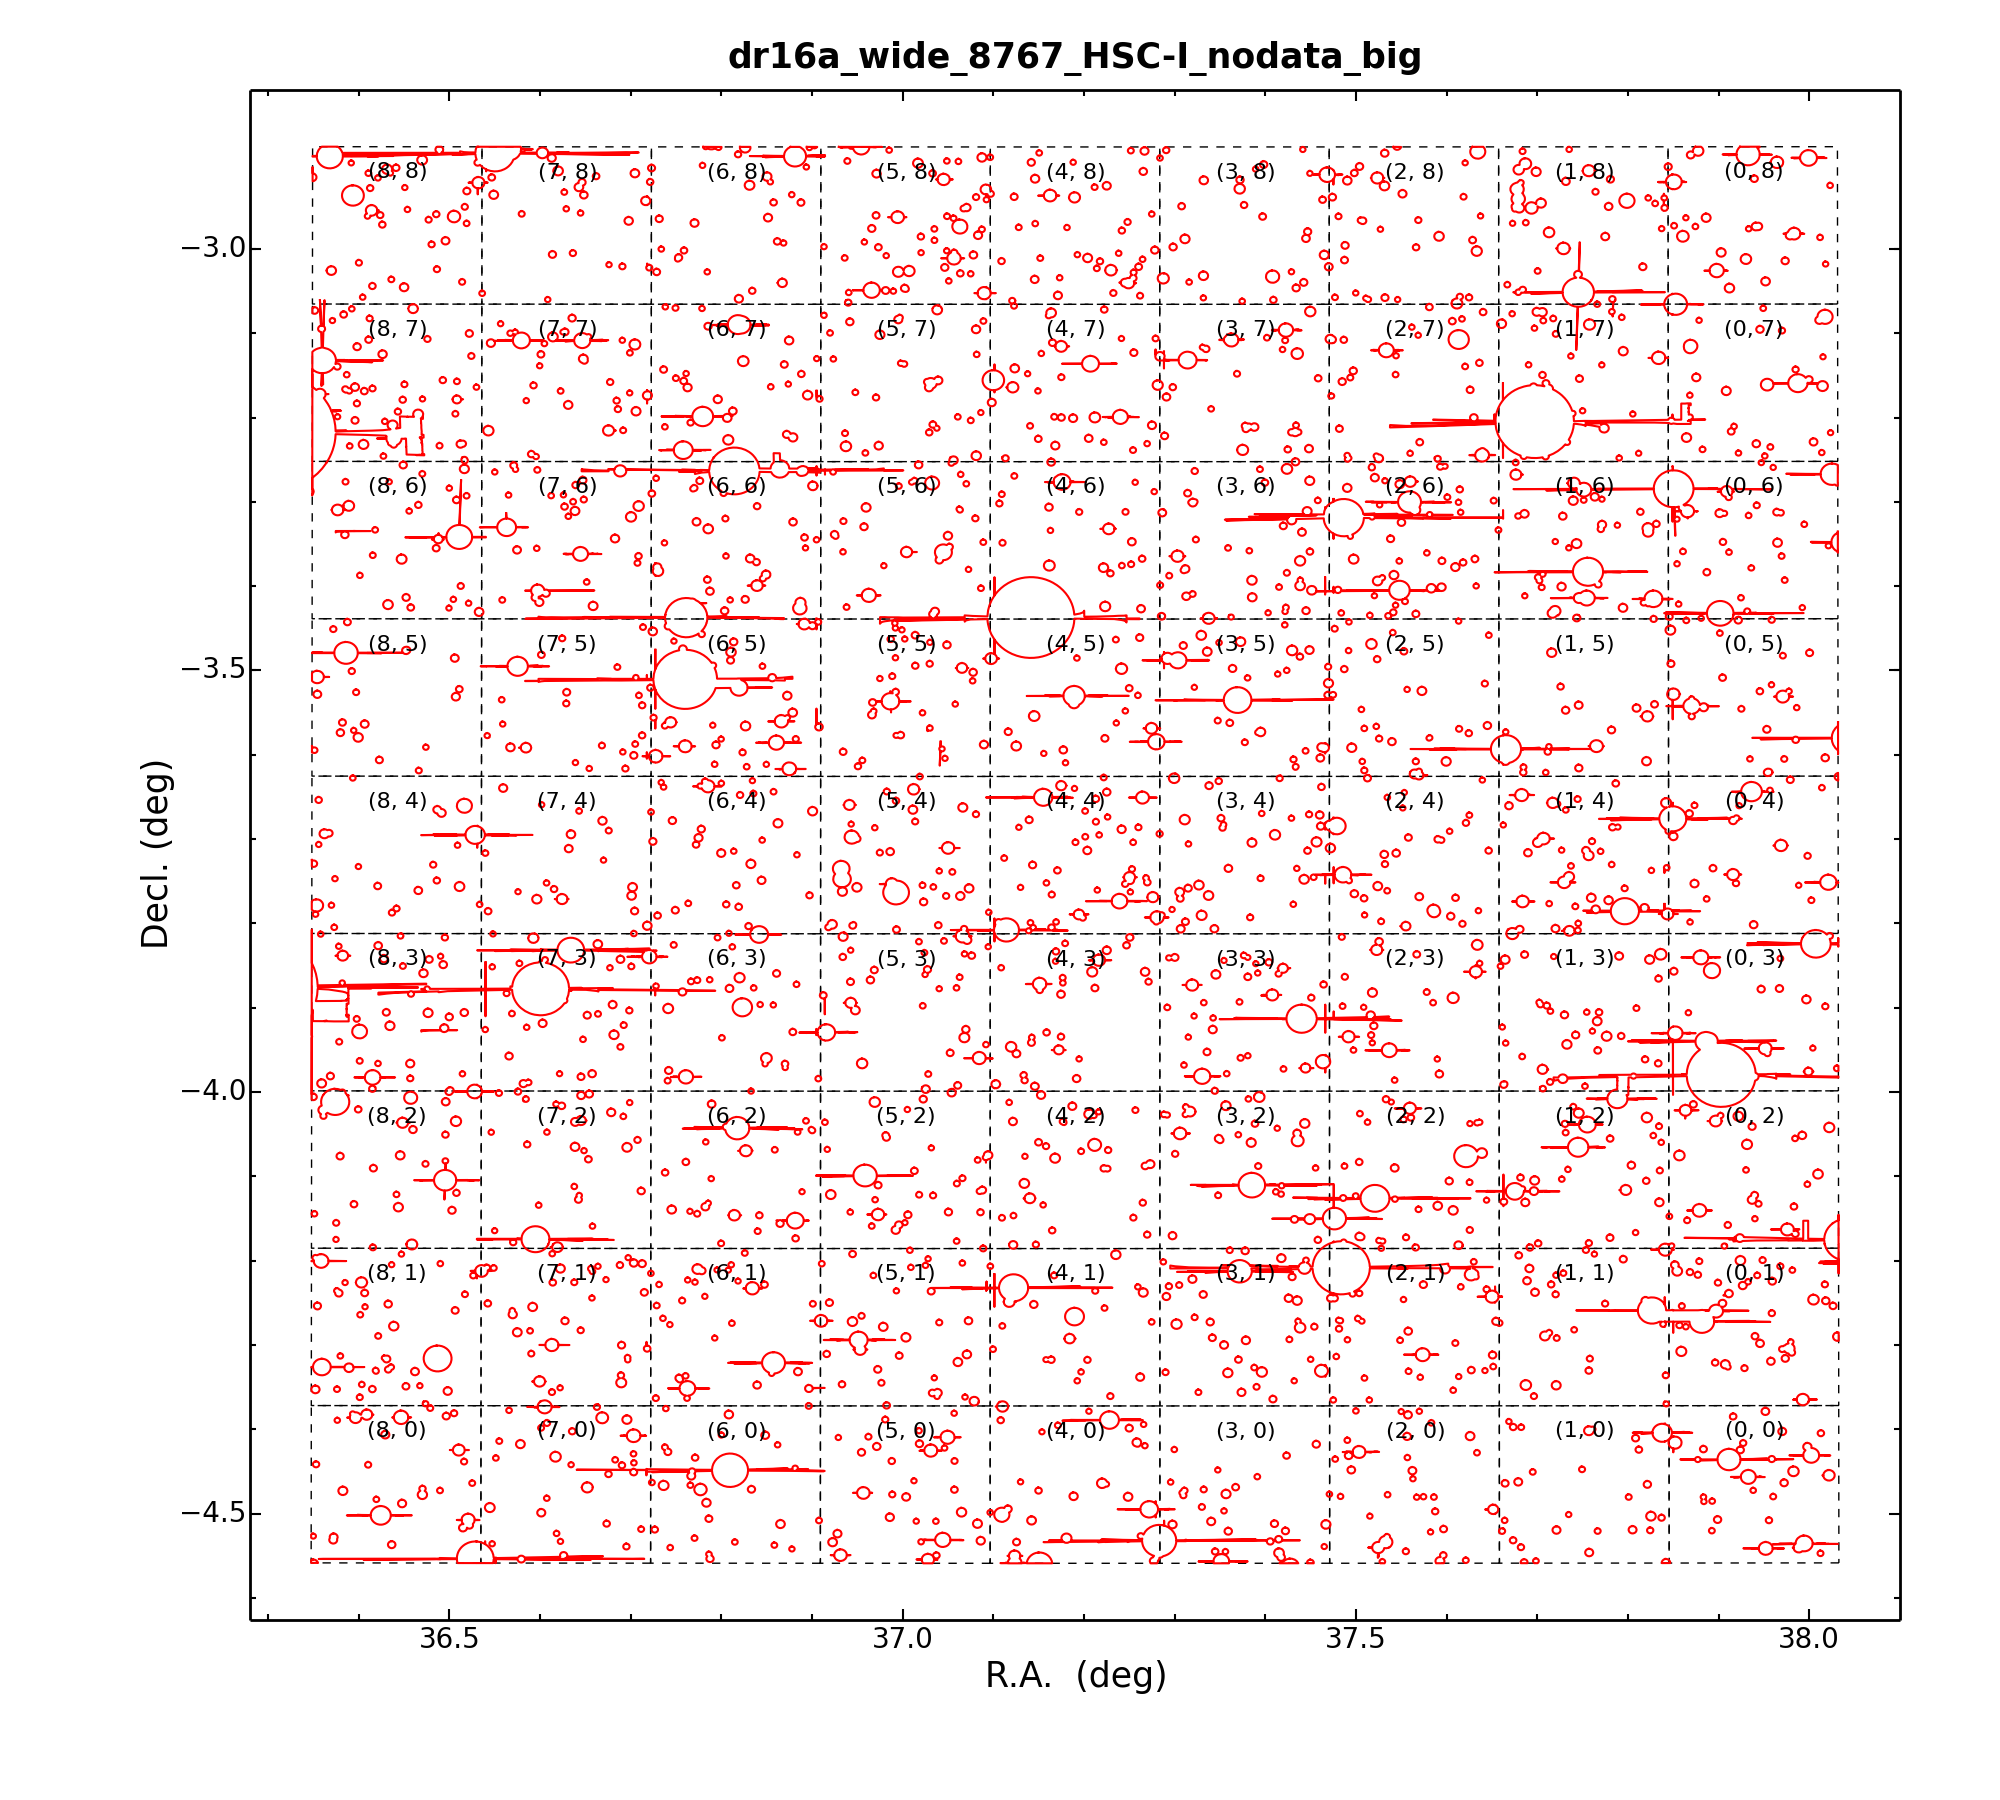 dr16a_wide_8767_HSC-I_nodata_big
(8, 8) (7, 8) (6, 8) (5, 8) (4, 8) (3, 8) (2, 8) (1, 8) (0, 8)
−3.0
(8, 7) (7, 7) (6, 7) (5, 7) (4, 7) (3, 7) (2, 7) (1, 7) (0, 7)
(8, 6) (7, 6) (6, 6) (5, 6) (4, 6) (3, 6) (2, 6) (1, 6) (0, 6)
(8, 5) (7, 5) (6, 5) (5, 5) (4, 5) (3, 5) (2, 5) (1, 5) (0, 5)
−3.5
(8, 4) (7, 4) (6, 4) (5, 4) (4, 4) (3, 4) (2, 4) (1, 4) (0, 4)
Decl. (deg)
(8, 3) (7, 3) (6, 3) (5, 3) (4, 3) (3, 3) (2, 3) (1, 3) (0, 3)
−4.0
(8, 2) (7, 2) (6, 2) (5, 2) (4, 2) (3, 2) (2, 2) (1, 2) (0, 2)
(8, 1) (7, 1) (6, 1) (5, 1) (4, 1) (3, 1) (2, 1) (1, 1) (0, 1)
(8, 0) (7, 0) (6, 0) (5, 0) (4, 0) (3, 0) (2, 0) (1, 0) (0, 0)
−4.5
36.5 37.0 37.5 38.0
R.A. (deg)